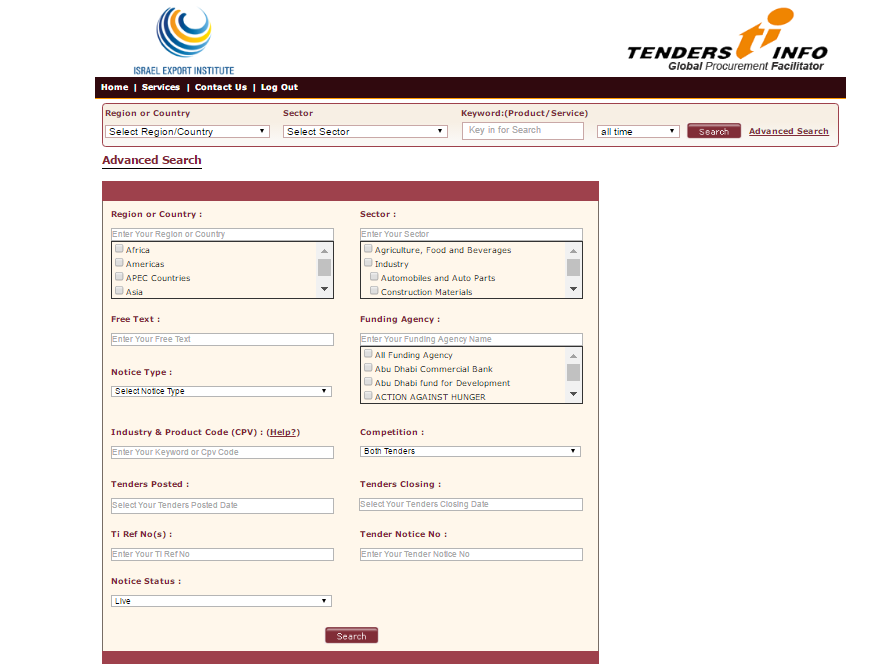 ISRAEL EXPORT INSTITUTE
TENDERS ti INFO
Global Procurement Facilitator
Home | Services | Contact Us | Log Out
Region or Country Sector Keyword:(Product/Service)
Select Region/Country Select Sector Key in for Search all time Search Advanced Search
Advanced Search
Region or Country : Sector :
Enter Your Region or Country Enter Your Sector
Africa Agriculture, Food and Beverages
Americas Industry
APEC Countries Automobiles and Auto Parts
Asia Construction Materials
Free Text : Funding Agency :
Enter Your Free Text Enter Your Funding Agency Name
All Funding Agency
Notice Type : Abu Dhabi Commercial Bank
Abu Dhabi fund for Development
Select Notice Type ACTION AGAINST HUNGER
Industry & Product Code (CPV) : (Help?) Competition :
Enter Your Keyword or Cpv Code Both Tenders
Tenders Posted : Tenders Closing :
Select Your Tenders Posted Date Select Your Tenders Closing Date
Ti Ref No(s) : Tender Notice No :
Enter Your TI Ref No Enter Your Tender Notice No
Notice Status :
Live
Search